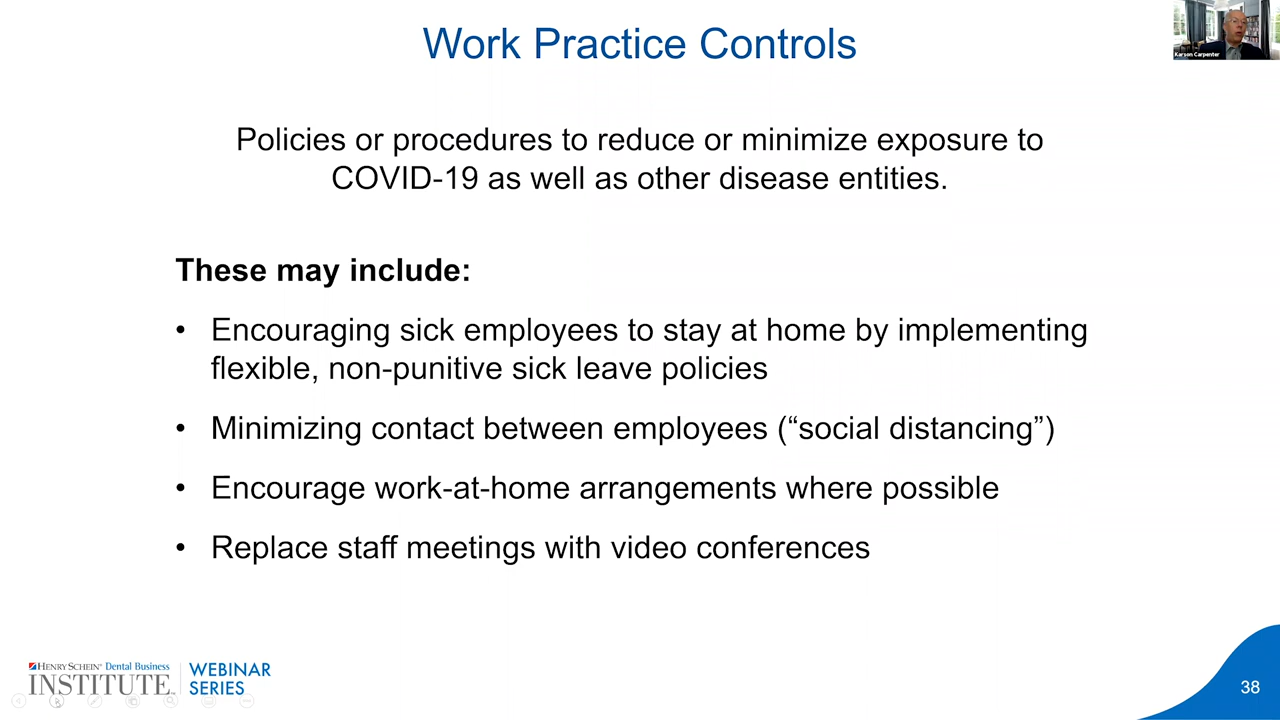 Work Practice Controls
Karson Carpenter
Policies or procedures to reduce or minimize exposure to
COVID-19 as well as other disease entities.
These may include:
• Encouraging sick employees to stay at home by implementing
flexible, non-punitive sick leave policies
• Minimizing contact between employees (“social distancing”)
• Encourage work-at-home arrangements where possible
• Replace staff meetings with video conferences
HENRY SCHEIN® Dental Business
INSTITUTE™
WEBINAR
SERIES
38